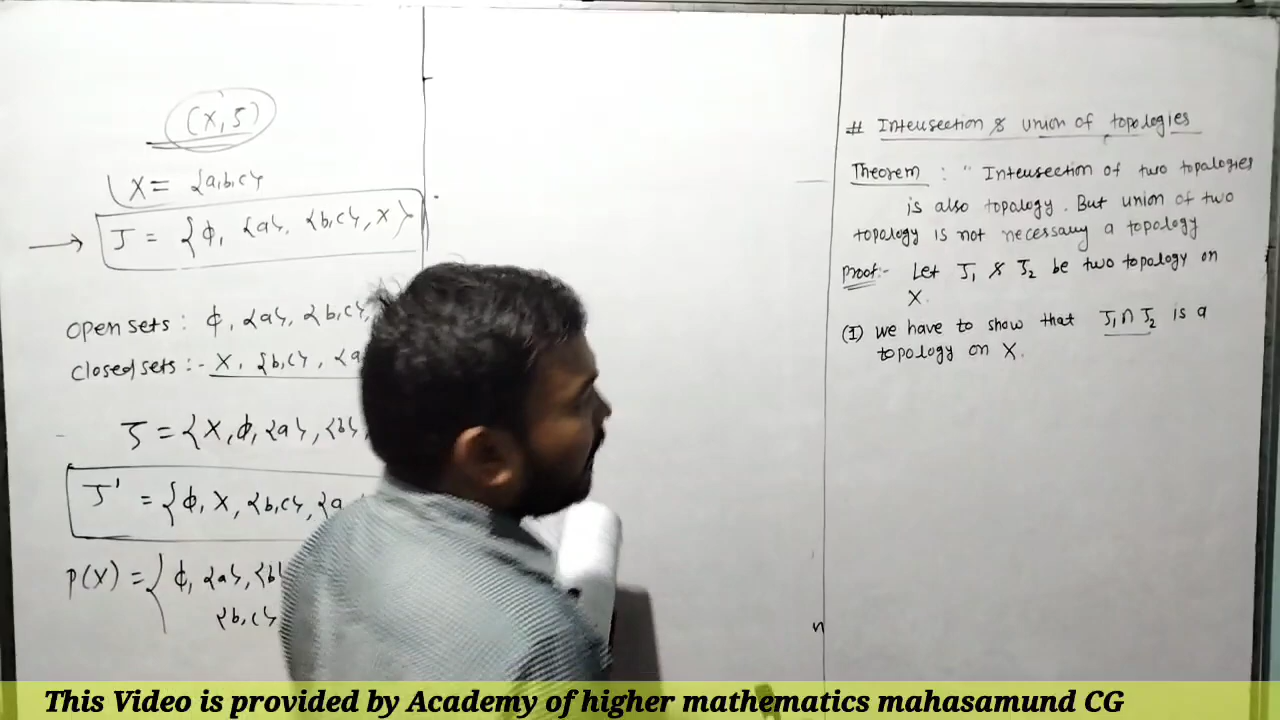 (X, J)
X = {a,b,c}
J = {ϕ, {a}, {b,c}, X}
open sets : ϕ, {a}, {b,c},
closed sets :- X, {b,c}, {a
J = {X, ϕ, {a}, {b},
J' = {ϕ, X, {b,c}, {a
P(X) = { ϕ, {a}, {b}
{b,c}
# Intersection & union of topologies
Theorem : " Intersection of two topalogies
is also topology. But union of two
topology is not necessary a topology
Proof:- Let J₁ & J₂ be two topology on
X.
(I) we have to show that J₁ ∩ J₂ is a
topology on X.
n
This Video is provided by Academy of higher mathematics mahasamund CG